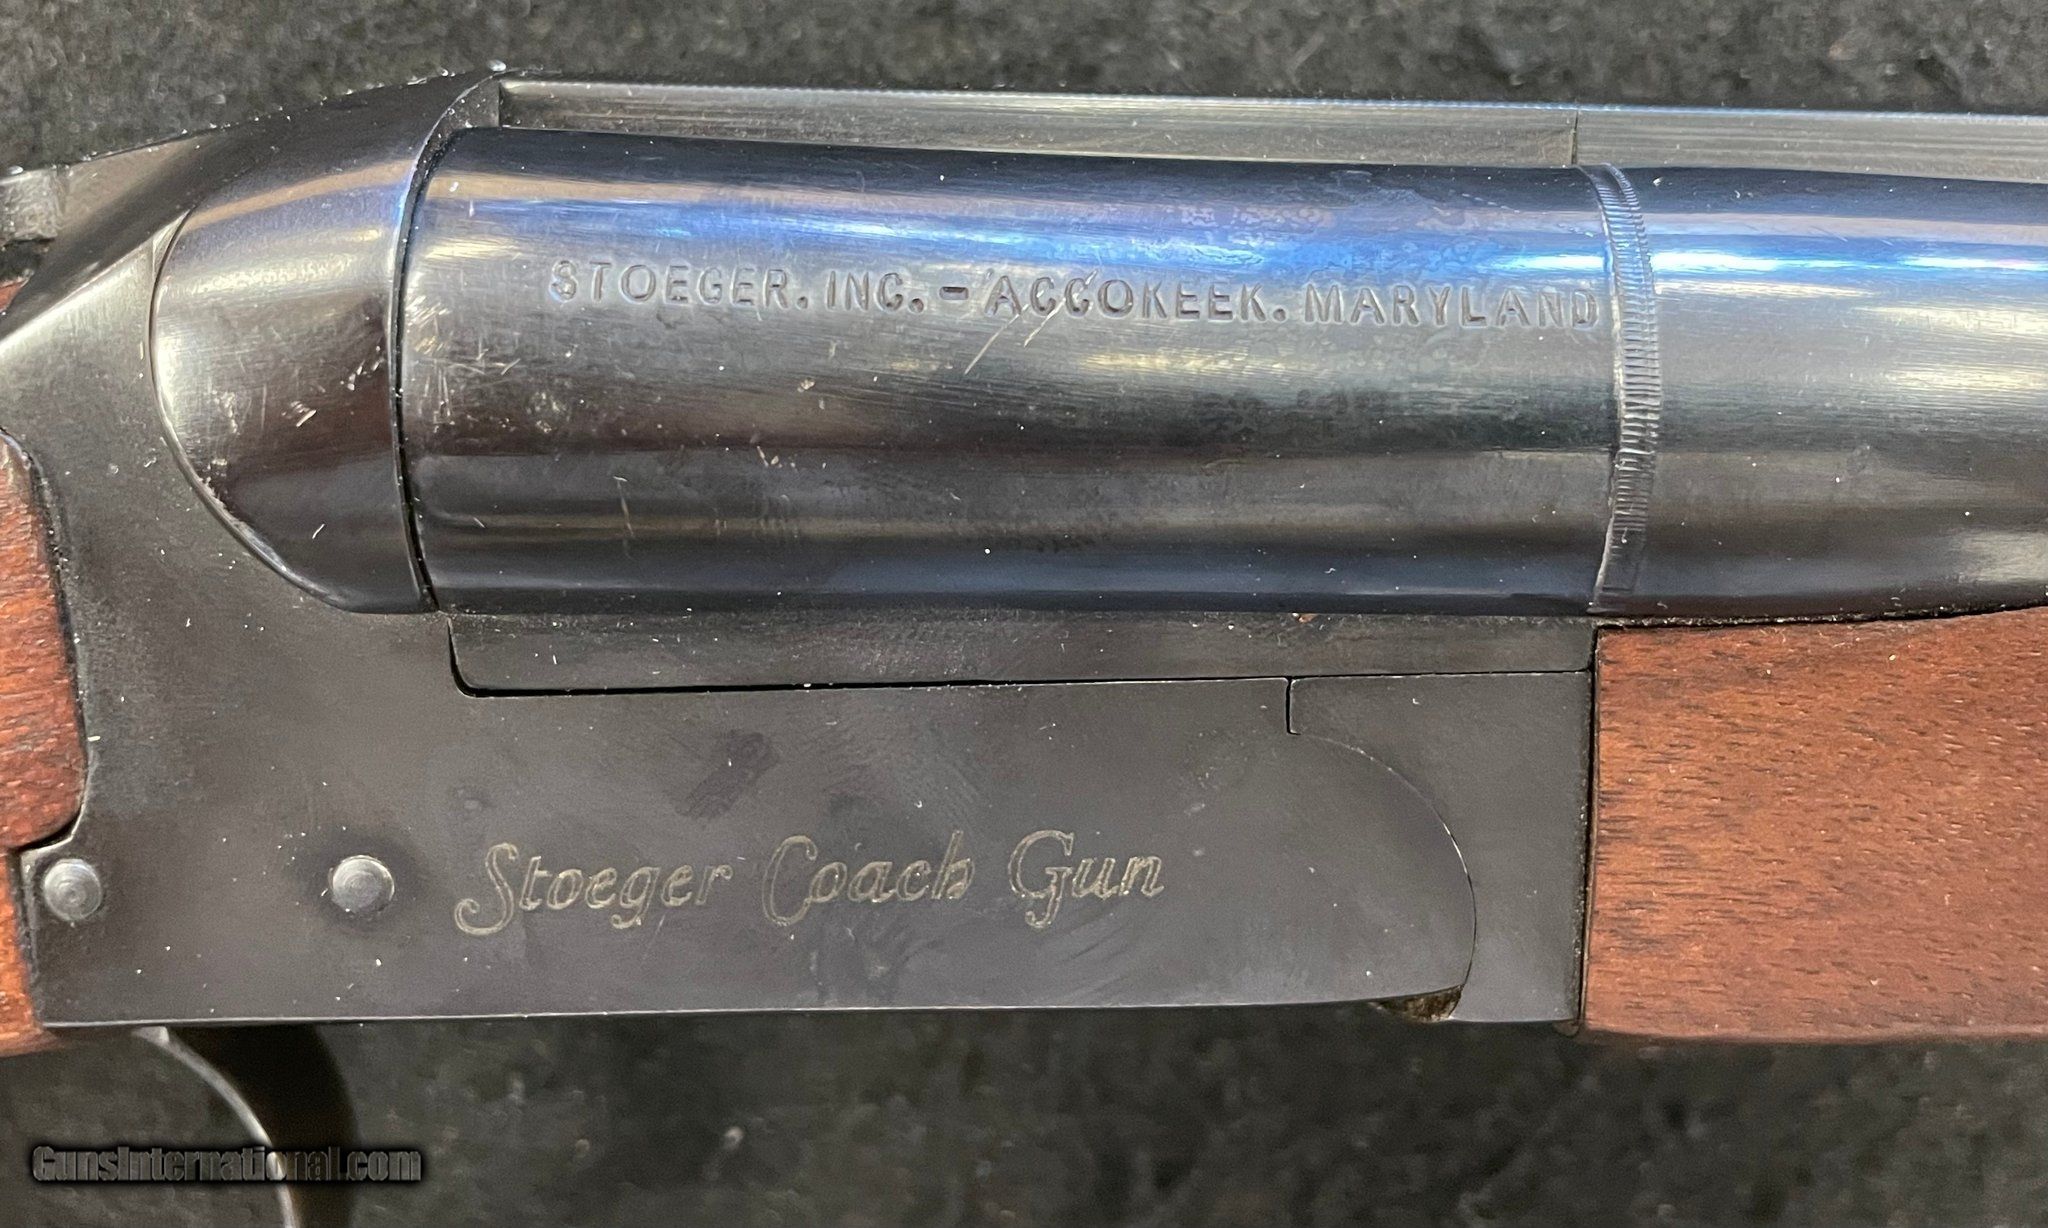 STOEGER. INC. - ACCOKEEK. MARYLAND
Stoeger Coach Gun
GunsInternational.com